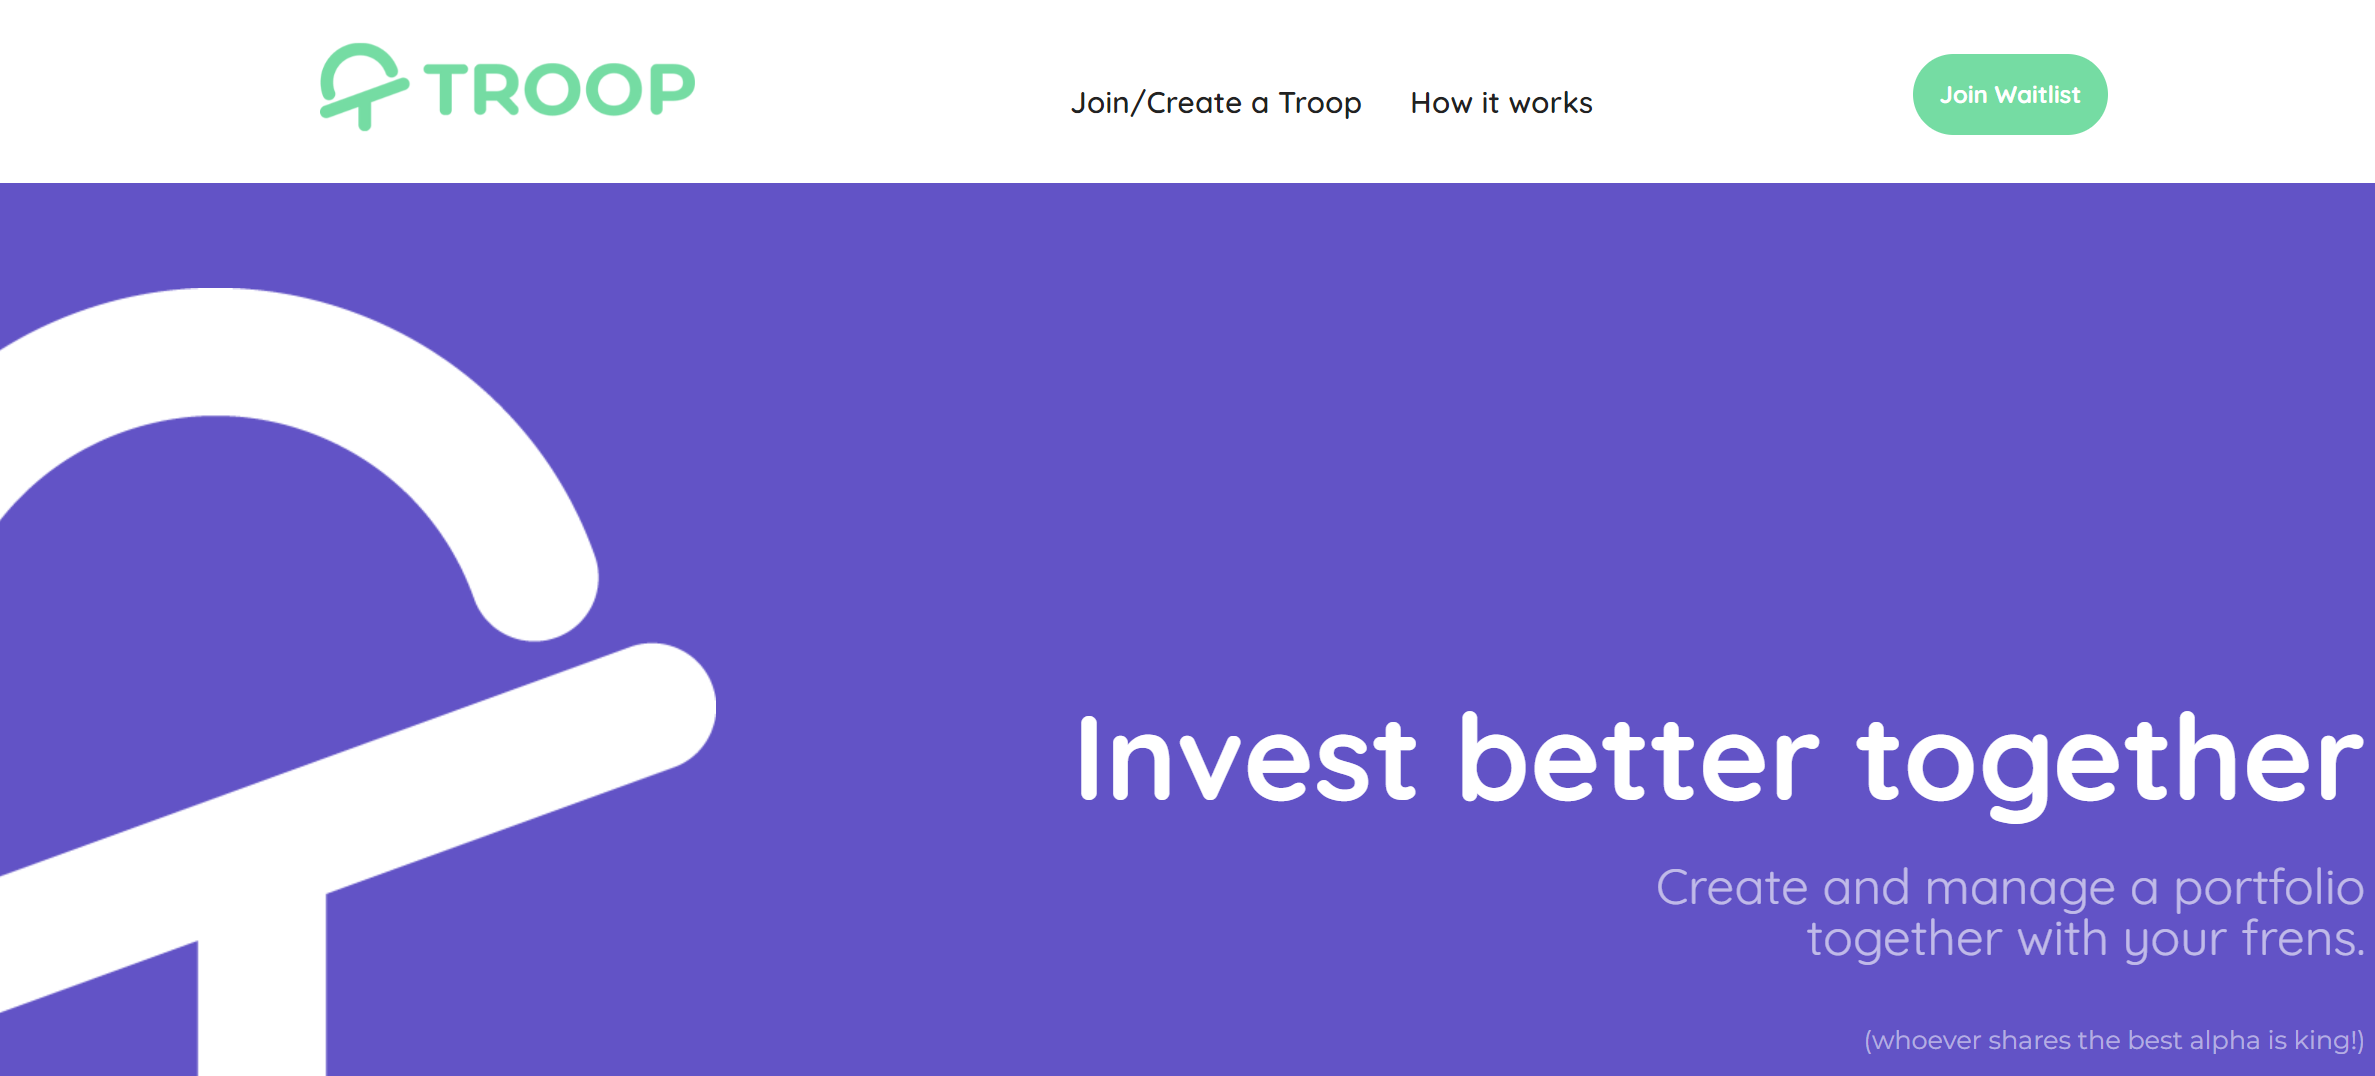 TROOP
Join/Create a Troop
How it works
Join Waitlist
Invest better together
Create and manage a portfolio
together with your frens.
(whoever shares the best alpha is king!)